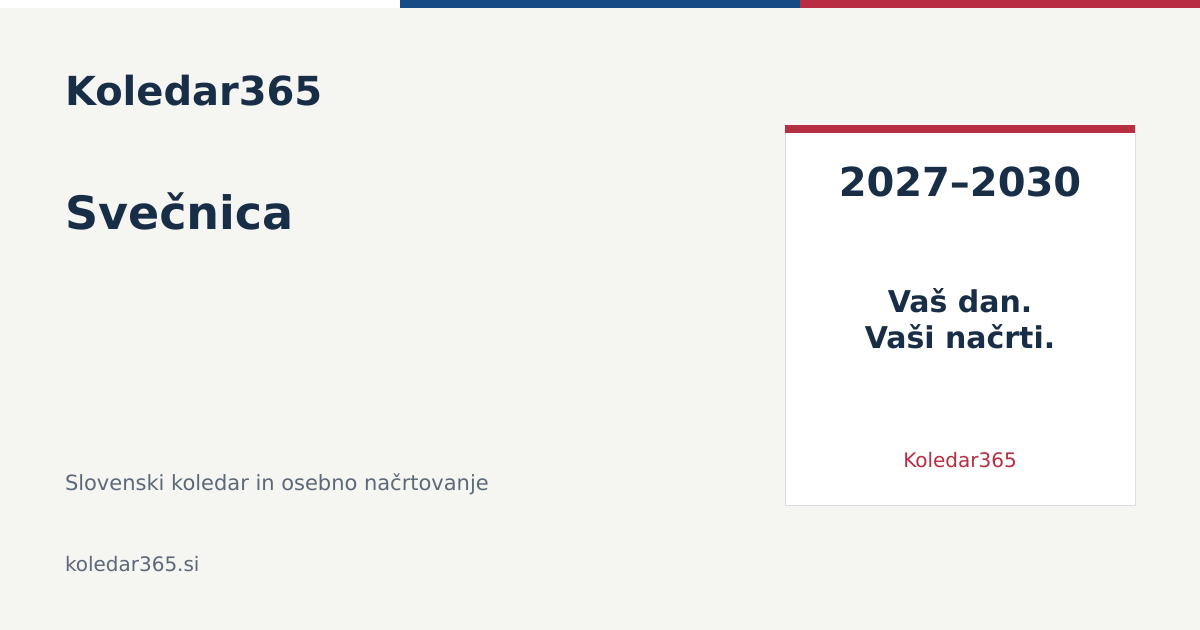 Koledar365
Svečnica
Slovenski koledar in osebno načrtovanje
koledar365.si
2027–2030
Vaš dan.
Vaši načrti.
Koledar365